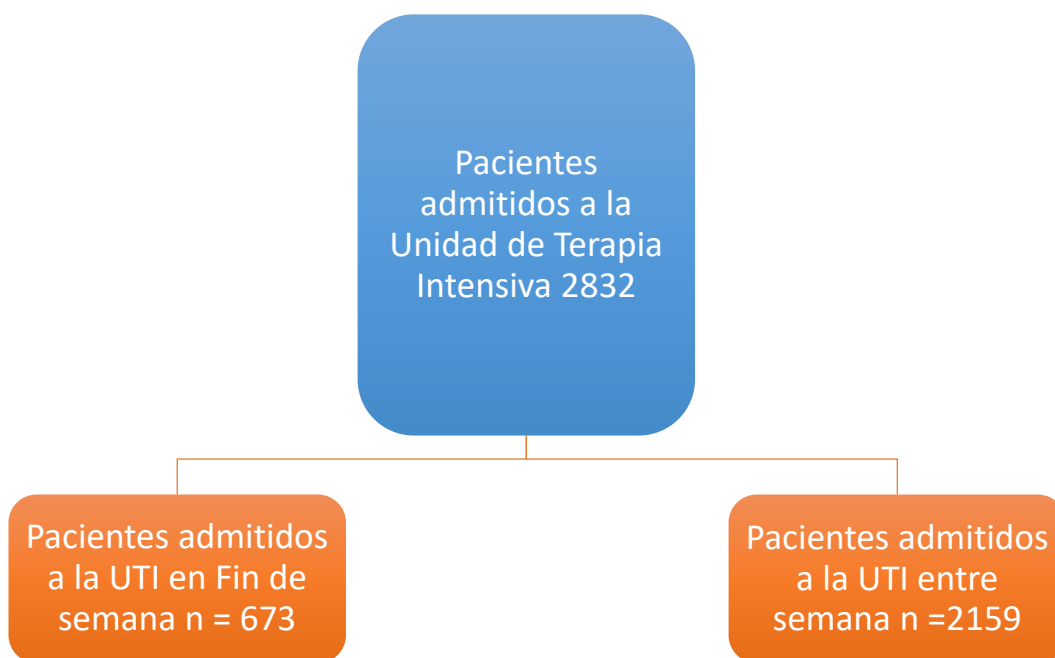 Pacientes
admitidos a la
Unidad de Terapia
Intensiva 2832
Pacientes admitidos
a la UTI en Fin de
semana n = 673
Pacientes admitidos
a la UTI entre
semana n =2159